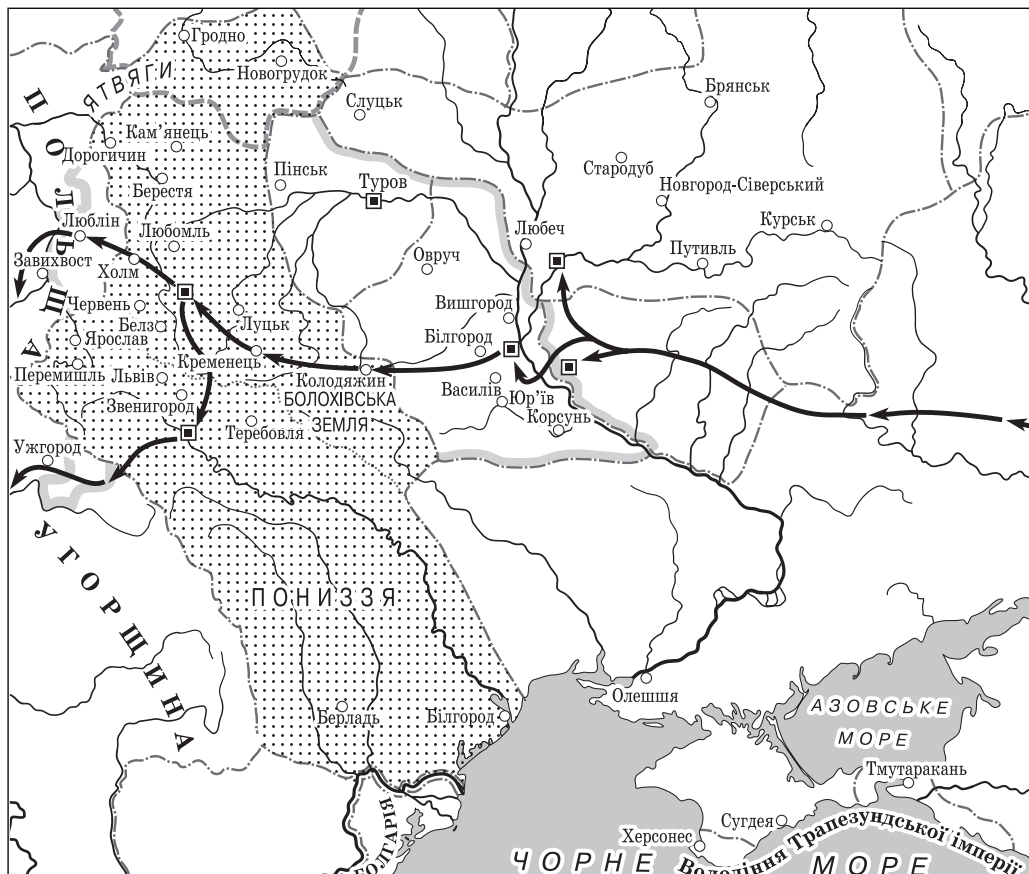 Гродно
Новогрудок
ЯТВЯГИ
ПОЛЬЩА
Слуцьк
Брянськ
Кам’янець
Дорогичин
Пінськ
Стародуб
Берестя
Туров
Новгород-Сіверський
Люблін
Любомль
Любеч
Курськ
Завихвост
Холм
Овруч
Путивль
Червень
Луцьк
Вишгород
Белз
Ярослав
Білгород
Кременець
Перемишль
Львів
Колодяжин
Василів
Юр’їв
Звенигород
БОЛОХІВСЬКА
ЗЕМЛЯ
Корсунь
Теребовля
Ужгород
УГОРЩИНА
ПОНИЗЗЯ
Олешшя
Берладь
Білгород
АЗОВСЬКЕ
МОРЕ
Тмутаракань
БОЛГАРІЯ
Сугдея
Херсонес
Володіння Трапезундської імперії
ЧОРНЕ МОРЕ